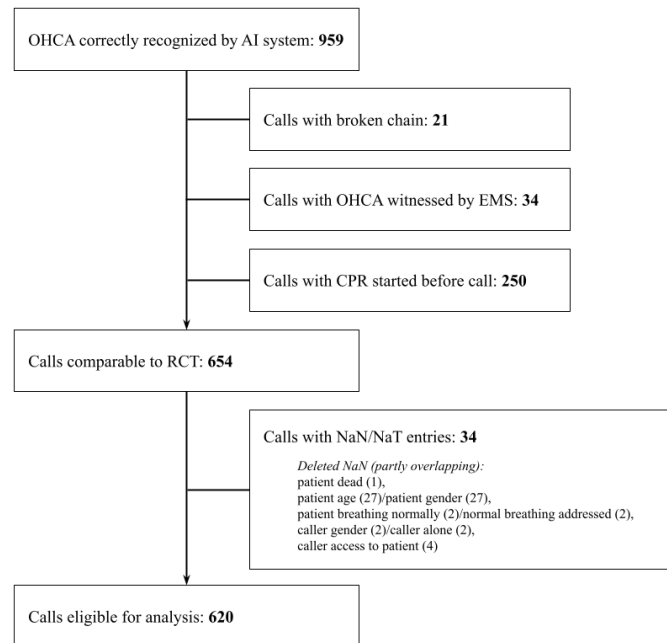 OHCA correctly recognized by AI system: 959
Calls with broken chain: 21
Calls with OHCA witnessed by EMS: 34
Calls with CPR started before call: 250
Calls comparable to RCT: 654
Calls with NaN/NaT entries: 34
Deleted NaN (partly overlapping):
patient dead (1),
patient age (27)/patient gender (27),
patient breathing normally (2)/normal breathing addressed (2),
caller gender (2)/caller alone (2),
caller access to patient (4)
Calls eligible for analysis: 620